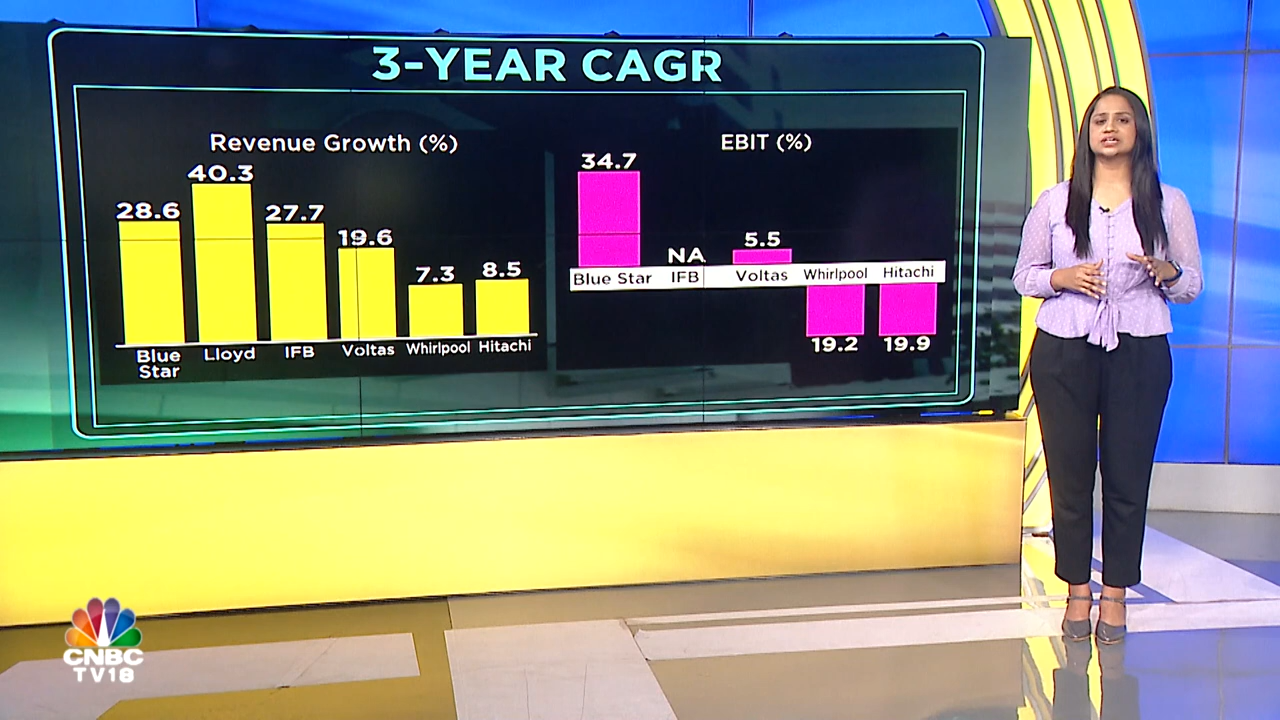 3-YEAR CAGR
Revenue Growth (%)
28.6
40.3
27.7
19.6
7.3
8.5
Blue
Star
Lloyd
IFB
Voltas
Whirlpool
Hitachi
EBIT (%)
34.7
NA
5.5
Blue Star
IFB
Voltas
Whirlpool
Hitachi
19.2
19.9
CNBC
TV18